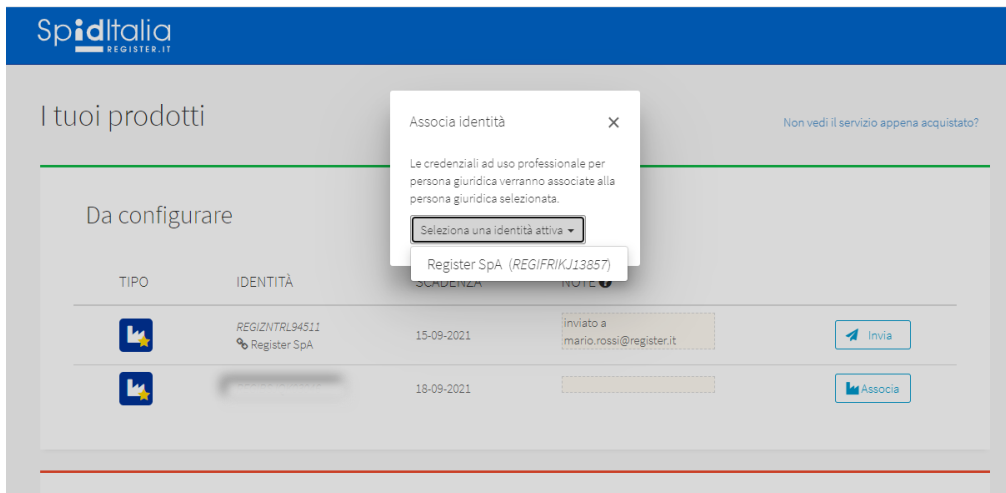 SpidItalia
REGISTER.IT
I tuoi prodotti
Non vedi il servizio appena acquistato?
Associa identità ×
Le credenziali ad uso professionale per
persona giuridica verranno associate alla
persona giuridica selezionata.
Seleziona una identità attiva
Register SpA (REGIFRIKJ13857)
Da configurare
TIPO IDENTITÀ SCADENZA NOTE
REGIZNTRL94511
Register SpA
15-09-2021
inviato a
mario.rossi@register.it
Invia
18-09-2021
Associa